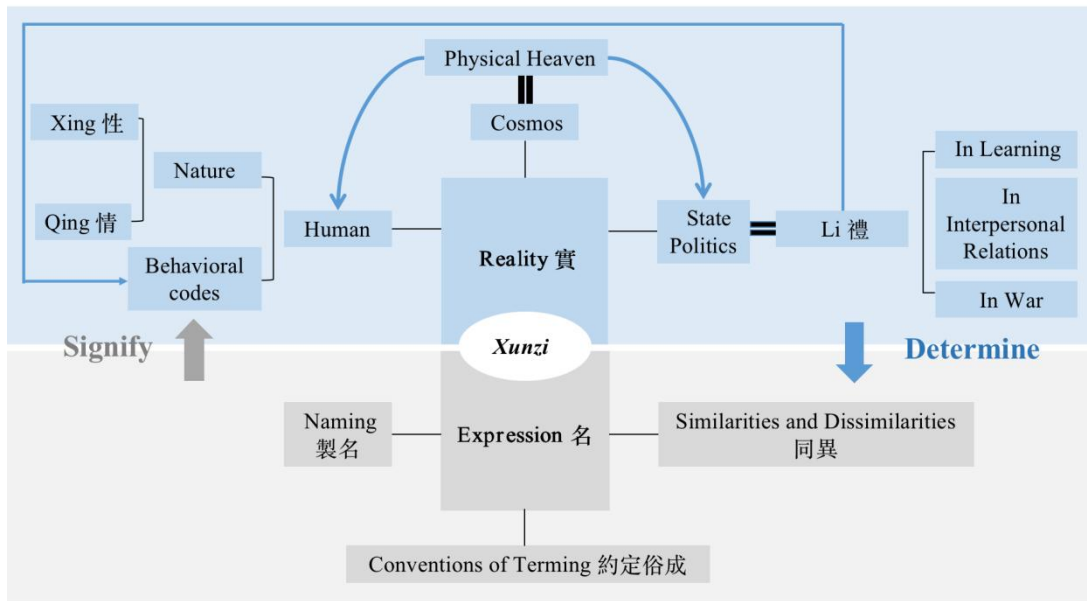 Physical Heaven
Cosmos
Xing 性
Nature
Qing 情
Human
Behavioral
codes
Reality 實
State
Politics
Li 禮
In Learning
In
Interpersonal
Relations
In War
Signify
Xunzi
Determine
Naming
製名
Expression 名
Similarities and Dissimilarities
同異
Conventions of Terming 約定俗成